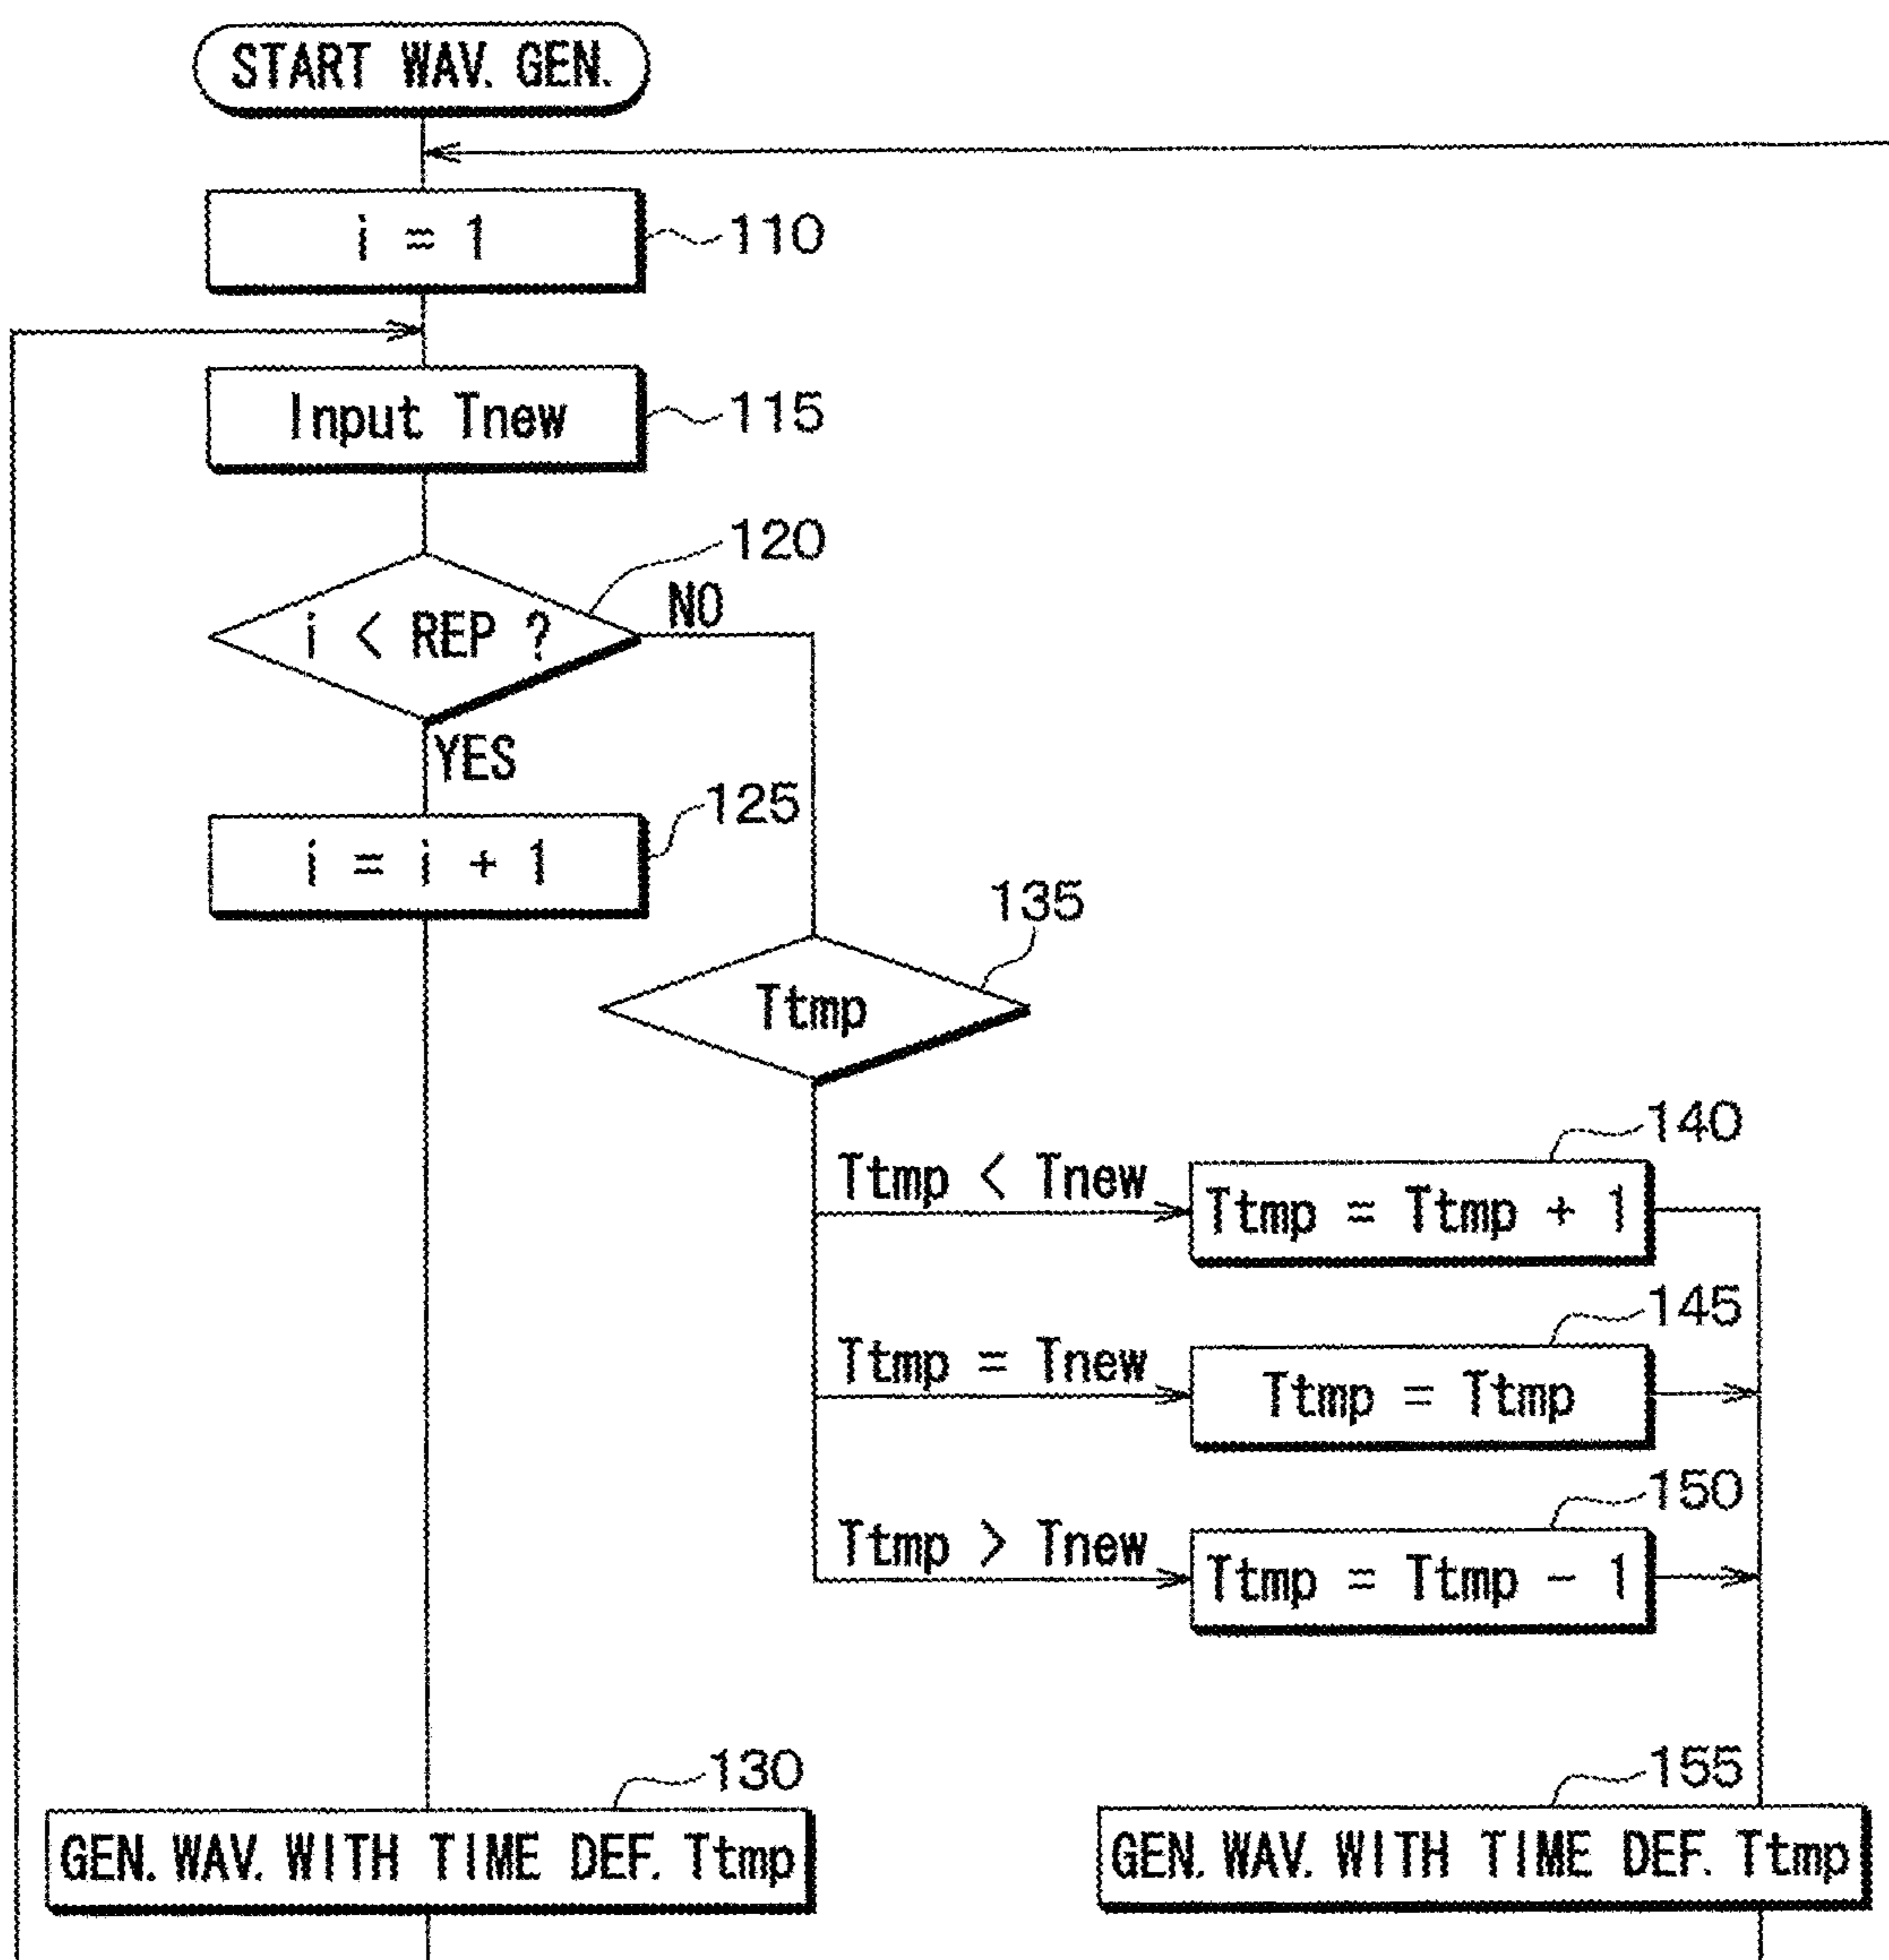 START WAV. GEN.
i = 1
110
Input Tnew
115
120
i < REP ?
NO
YES
125
i = i + 1
135
Ttmp
140
Ttmp < Tnew
Ttmp = Ttmp + 1
145
Ttmp = Tnew
Ttmp = Ttmp
150
Ttmp > Tnew
Ttmp = Ttmp - 1
130
GEN. WAV. WITH TIME DEF. Ttmp
155
GEN. WAV. WITH TIME DEF. Ttmp